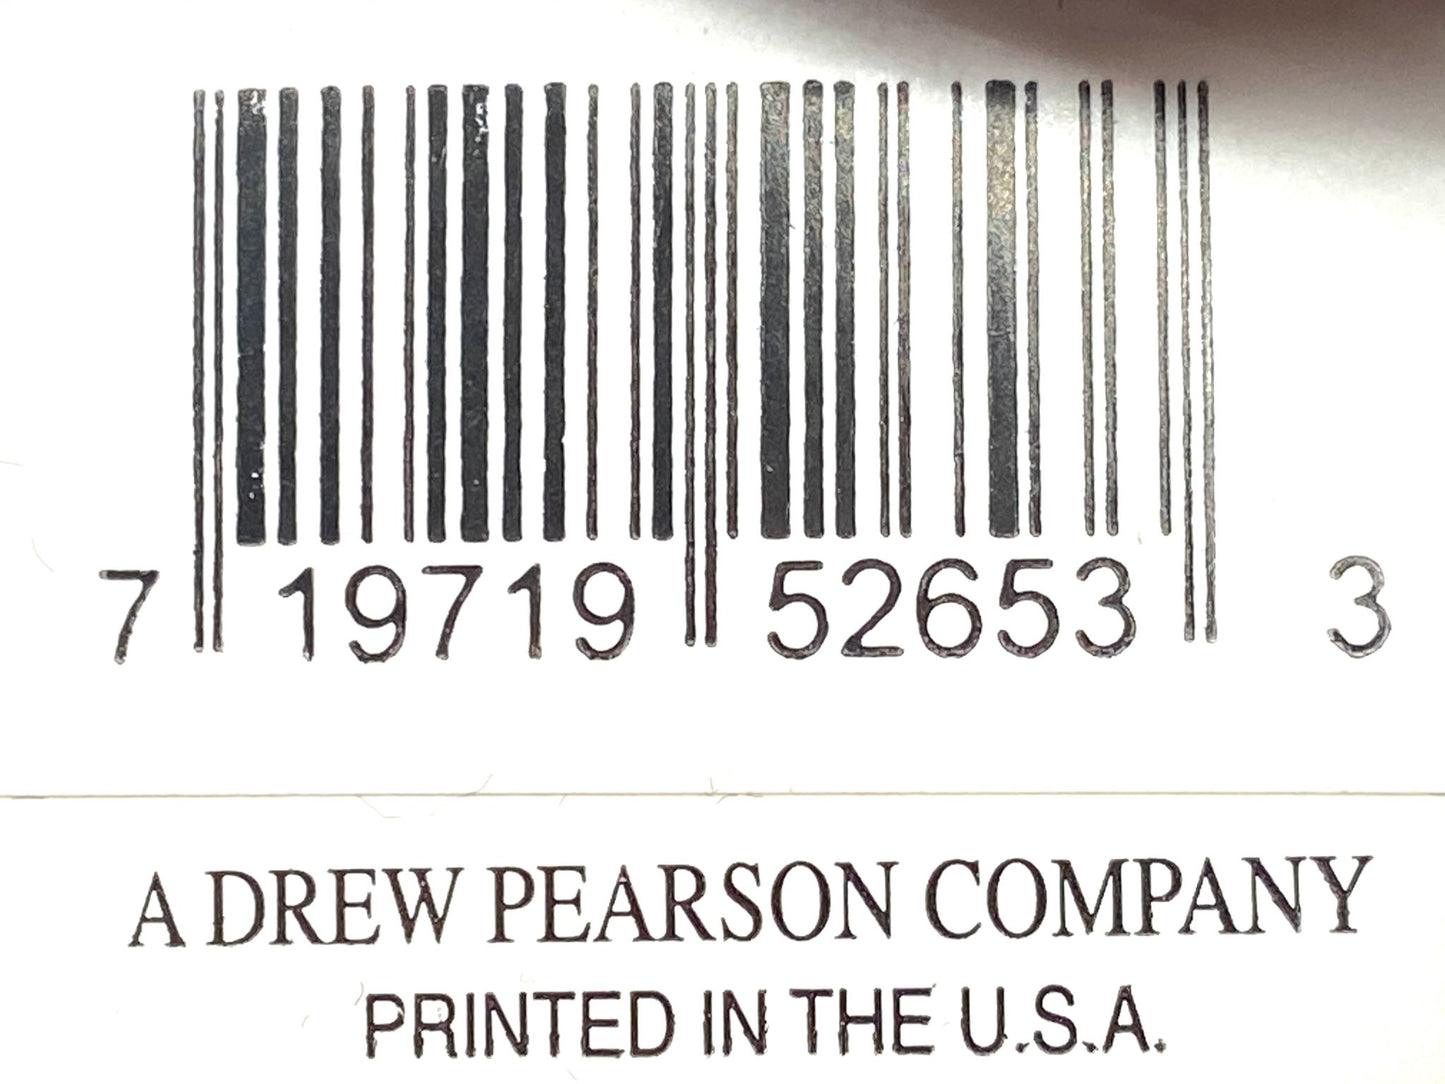 7 19719 52653 3
A DREW PEARSON COMPANY
PRINTED IN THE U.S.A.